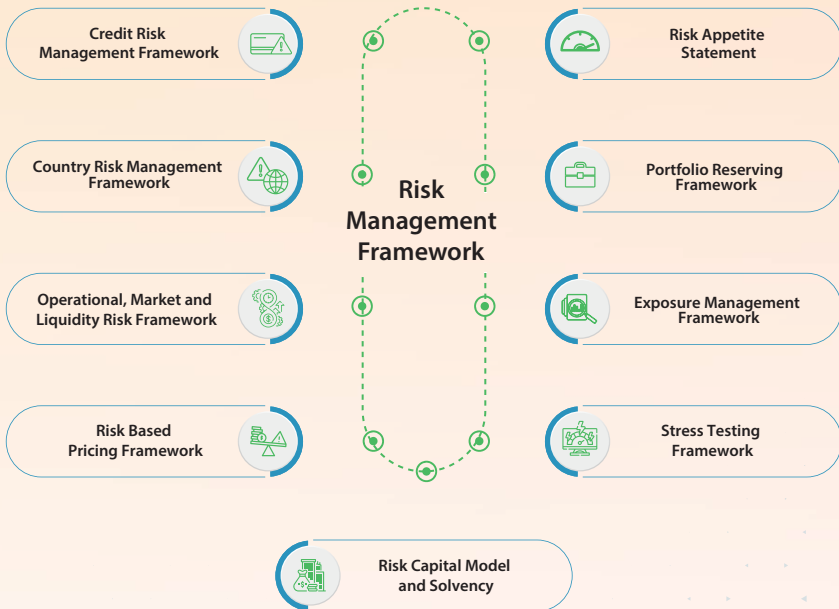 Credit Risk
Management Framework
Risk Appetite
Statement
Country Risk Management
Framework
Portfolio Reserving
Framework
Risk
Management
Framework
Operational, Market and
Liquidity Risk Framework
Exposure Management
Framework
Risk Based
Pricing Framework
Stress Testing
Framework
Risk Capital Model
and Solvency